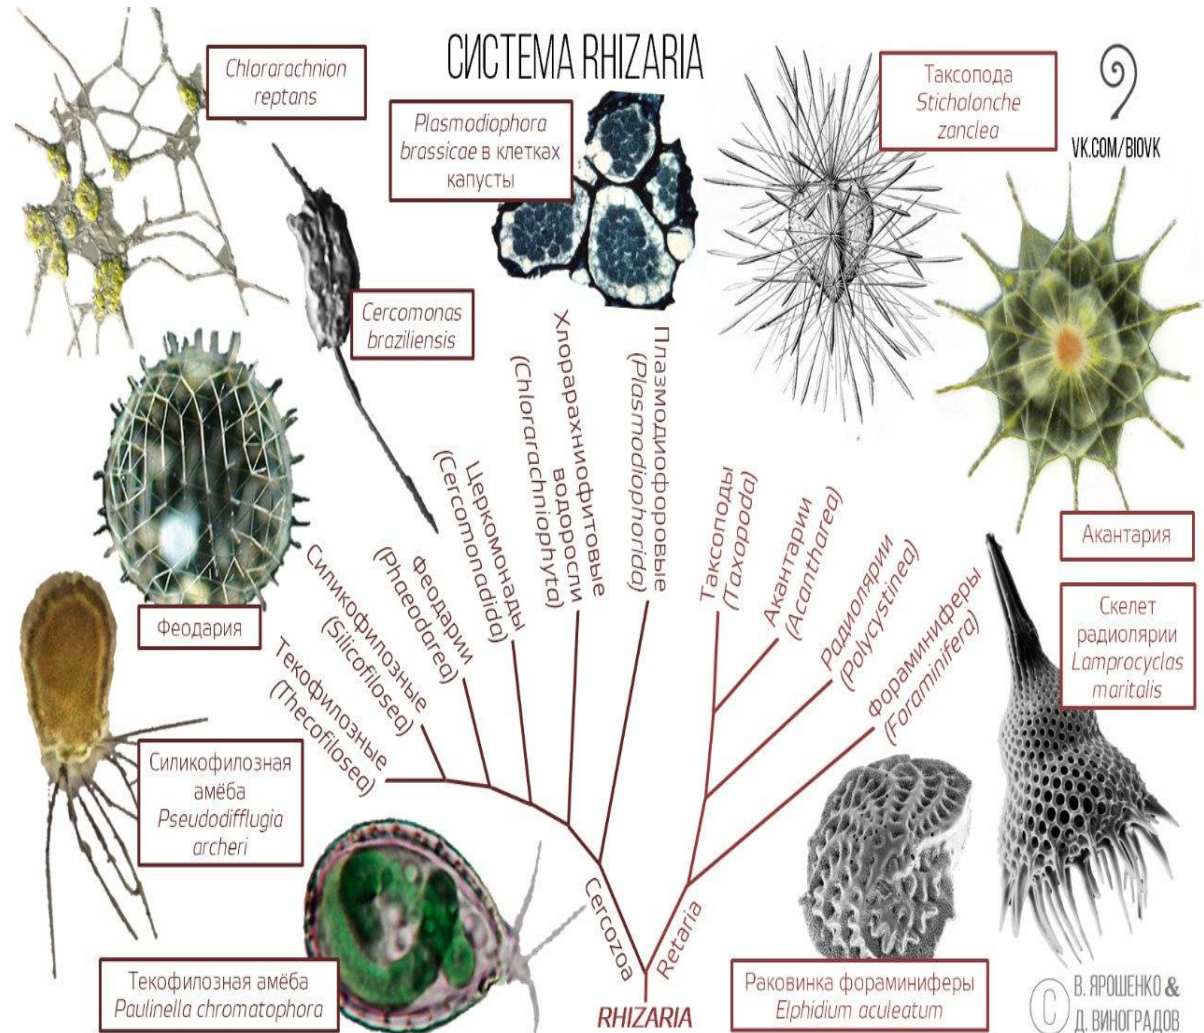 СИСТЕМА RHIZARIA
Chlorarachnion
reptans
Plasmodiophora
brassicae в клетках
капусты
Таксопода
Sticholonche
zanclea
VK.COM/BIOVK
Cercomonas
braziliensis
Акантария
Феодария
Скелет
радиолярии
Lamprocyclas
maritalis
Текофилозные
(Thecofilosea)
Силикофилозные
(Silicofilosea)
Феодарии
(Phaeodarea)
Церкомонады
(Cercomonadida)
Хлорарахниофитовые
водоросли
(Chlorarachniophyta)
Плазмодиофоровые
(Plasmodiophorida)
Таксоподы
(Taxopoda)
Акантарии
(Acantharea)
Радиолярии
(Polycystinea)
Фораминиферы
(Foraminifera)
Силикофилозная
амёба
Pseudodifflugia
archeri
Cercozoa
Retaria
RHIZARIA
Текофилозная амёба
Paulinella chromatophora
Раковинка фораминиферы
Elphidium aculeatum
C В. ЯРОШЕНКО &
Д. ВИНОГРАДОВ